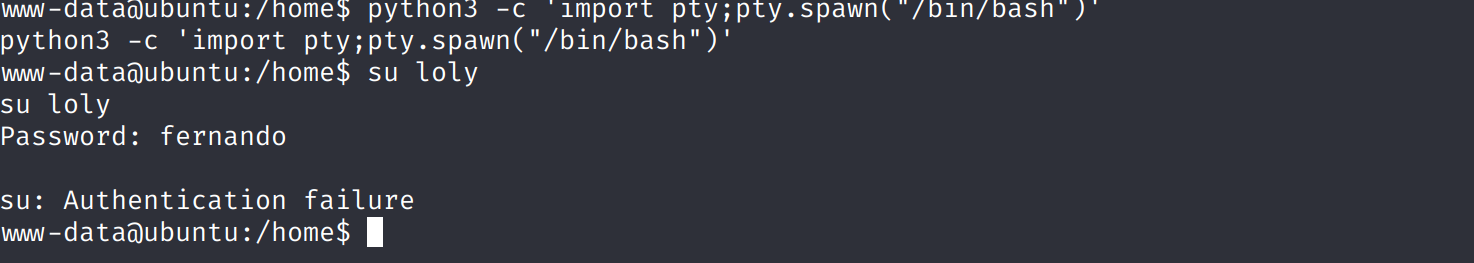 www-data@ubuntu:/home$ python3 -c 'import pty;pty.spawn("/bin/bash")'
python3 -c 'import pty;pty.spawn("/bin/bash")'
www-data@ubuntu:/home$ su loly
su loly
Password: fernando
su: Authentication failure
www-data@ubuntu:/home$